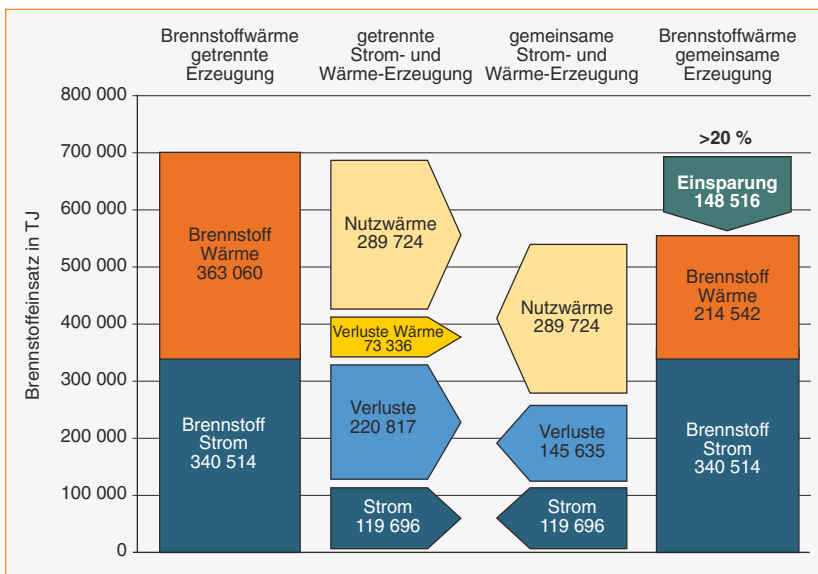 Brennstoffwärme
getrennte
Erzeugung
getrennte
Strom- und
Wärme-Erzeugung
gemeinsame
Strom- und
Wärme-Erzeugung
Brennstoffwärme
gemeinsame
Erzeugung
Brennstoffeinsatz in TJ
800 000
700 000
600 000
500 000
400 000
300 000
200 000
100 000
0
Brennstoff
Wärme
363 060
Brennstoff
Strom
340 514
Nutzwärme
289 724
Verluste Wärme
73 336
Verluste
220 817
Strom
119 696
Nutzwärme
289 724
Verluste
145 635
Strom
119 696
>20 %
Einsparung
148 516
Brennstoff
Wärme
214 542
Brennstoff
Strom
340 514